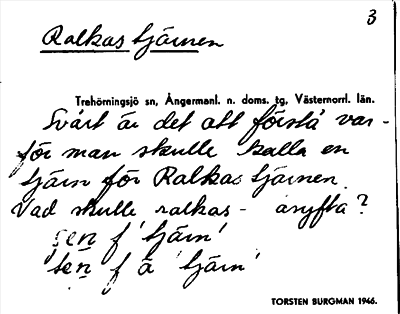 3
Ralkas tjärnen
Trehörningsjö sn, Ångermanl. n. doms. tg, Västernorrl. län.
Svårt är det att förstå var-
för man skulle kalla en
tjärn för Ralkas tjärnen.
Vad skulle ralkas - ansyfta?
f 'tjärn'
f å 'tjärn'
TORSTEN BURGMAN 1946.